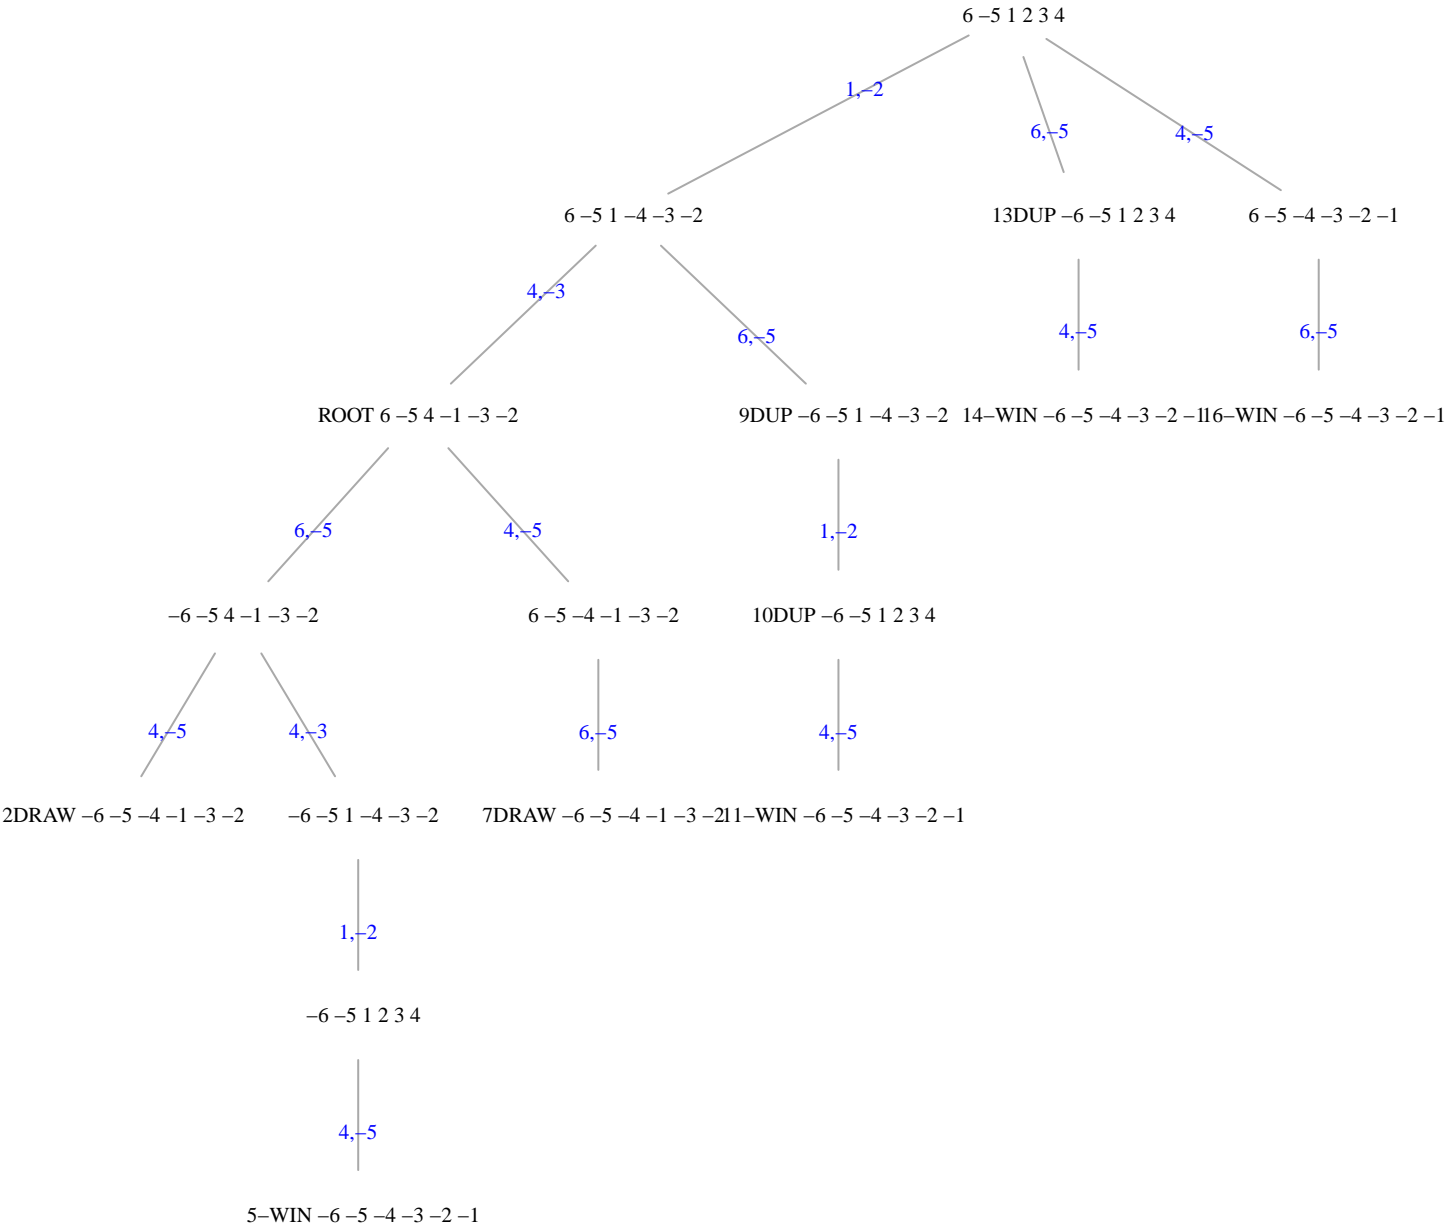 6 –5 1 2 3 4
1,–2
6,–5
4,–5
6 –5 1 –4 –3 –2
13DUP –6 –5 1 2 3 4
6 –5 –4 –3 –2 –1
4,–3
6,–5
4,–5
6,–5
ROOT 6 –5 4 –1 –3 –2
9DUP –6 –5 1 –4 –3 –2
14–WIN –6 –5 –4 –3 –2 –1
16–WIN –6 –5 –4 –3 –2 –1
6,–5
4,–5
1,–2
–6 –5 4 –1 –3 –2
6 –5 –4 –1 –3 –2
10DUP –6 –5 1 2 3 4
4,–5
4,–3
6,–5
4,–5
2DRAW –6 –5 –4 –1 –3 –2
–6 –5 1 –4 –3 –2
7DRAW –6 –5 –4 –1 –3 –2
11–WIN –6 –5 –4 –3 –2 –1
1,–2
–6 –5 1 2 3 4
4,–5
5–WIN –6 –5 –4 –3 –2 –1